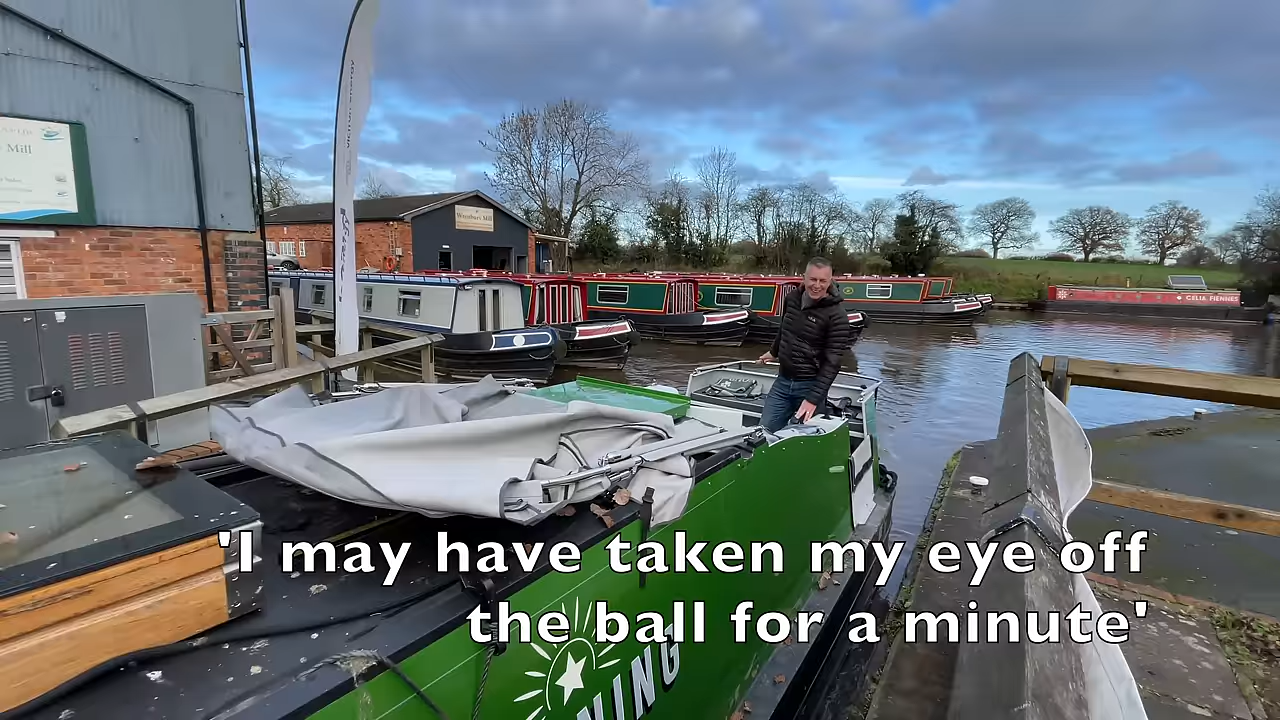 Mill
Wrenbury Mill
CELIA FIENNES
'I may have taken my eye off
the ball for a minute'
NING